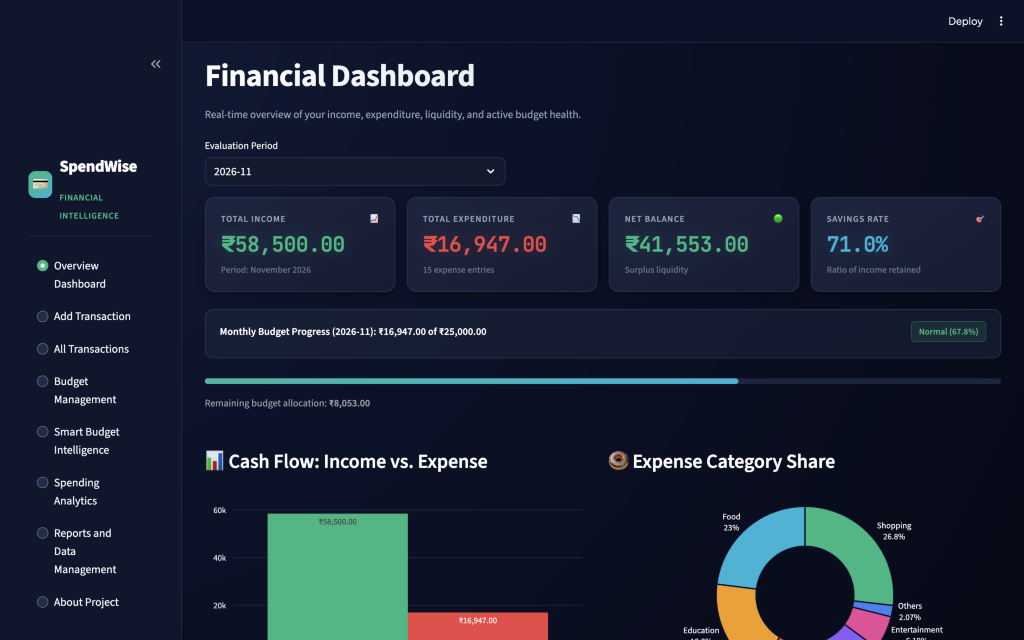 Deploy
SpendWise
FINANCIAL
INTELLIGENCE
Overview
Dashboard
Add Transaction
All Transactions
Budget
Management
Smart Budget
Intelligence
Spending
Analytics
Reports and
Data
Management
About Project
Financial Dashboard
Real-time overview of your income, expenditure, liquidity, and active budget health.
Evaluation Period
2026-11
TOTAL INCOME
₹58,500.00
Period: November 2026
TOTAL EXPENDITURE
₹16,947.00
15 expense entries
NET BALANCE
₹41,553.00
Surplus liquidity
SAVINGS RATE
71.0%
Ratio of income retained
Monthly Budget Progress (2026-11): ₹16,947.00 of ₹25,000.00
Normal (67.8%)
Remaining budget allocation: ₹8,053.00
Cash Flow: Income vs. Expense
60k
40k
20k
₹58,500.00
₹16,947.00
Expense Category Share
Food
23%
Shopping
26.8%
Others
2.07%
Entertainment
Education